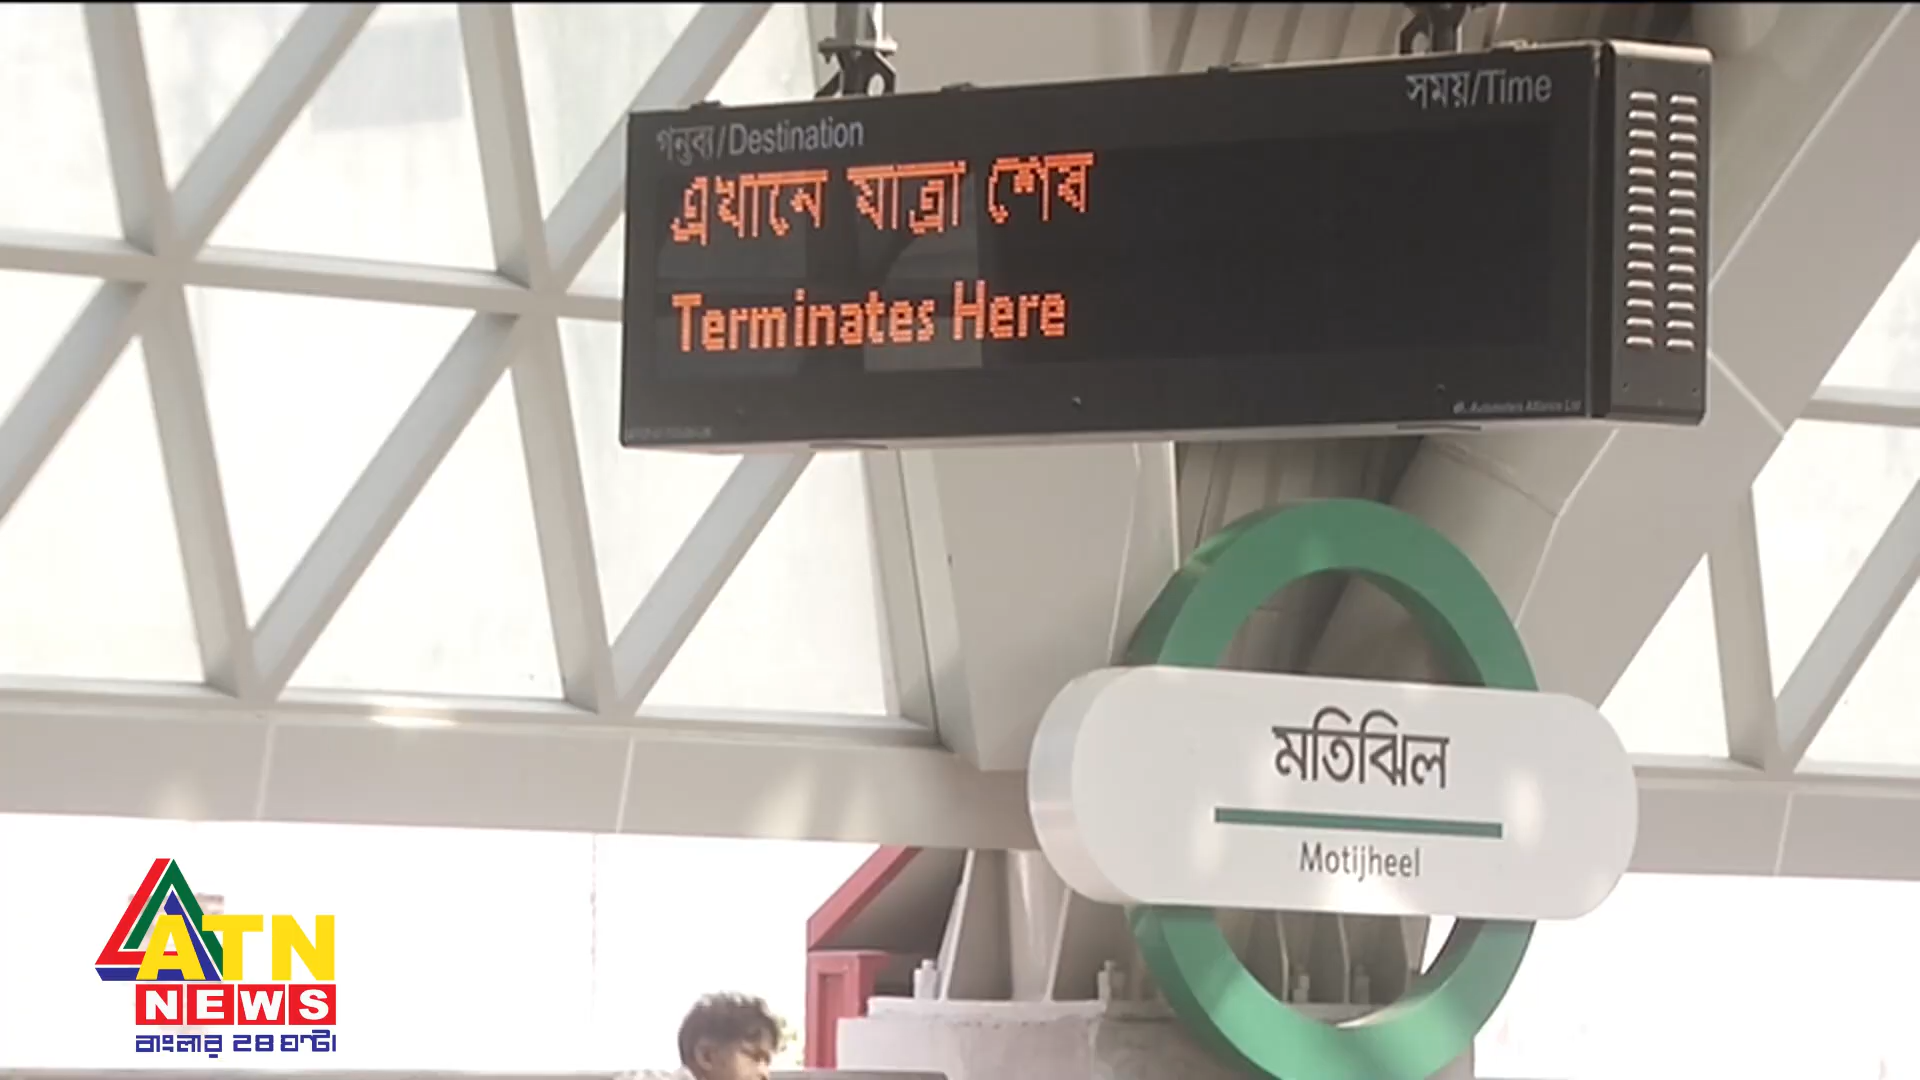 গন্তব্য/Destination
সময়/Time
এখানে যাত্রা শেষ
Terminates Here
মতিঝিল
Motijheel
ATN
NEWS
বাংলার ২৪ ঘণ্টা